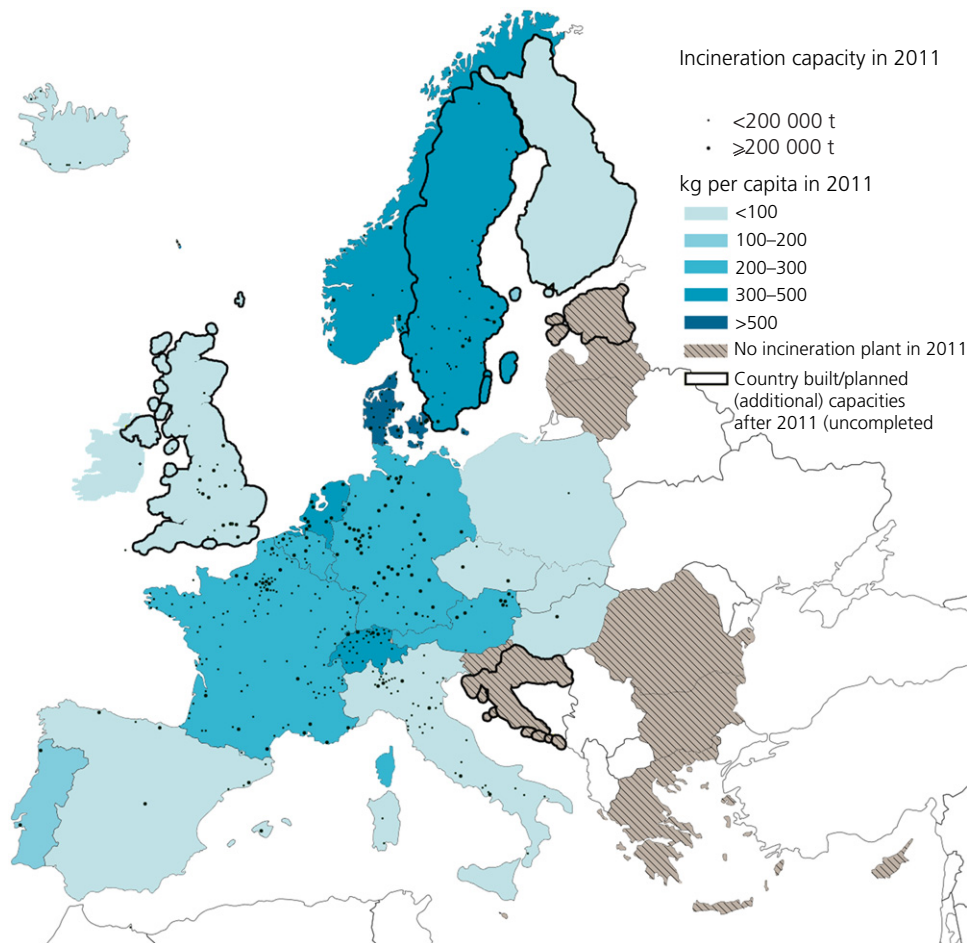 Incineration capacity in 2011
<200 000 t
⩾200 000 t
kg per capita in 2011
<100
100–200
200–300
300–500
>500
No incineration plant in 2011
Country built/planned
(additional) capacities
after 2011 (uncompleted